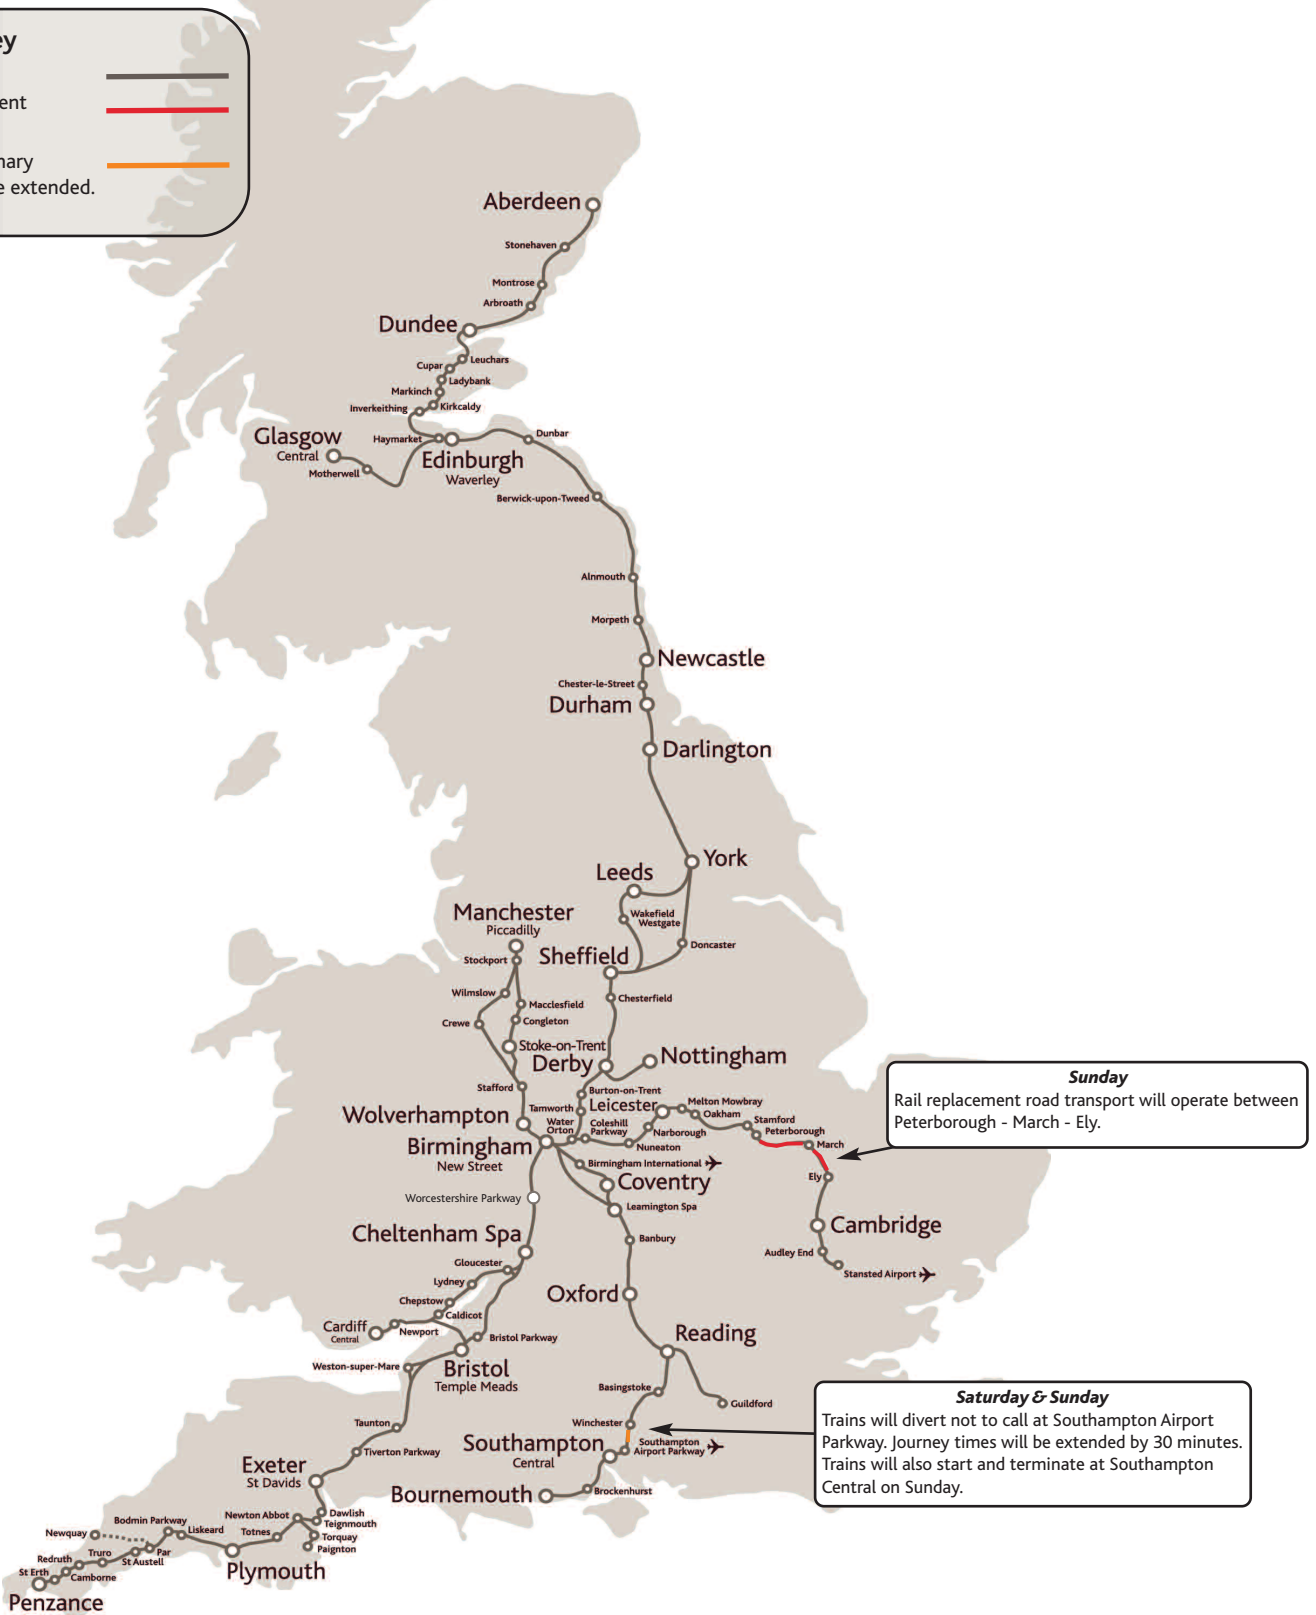 ey
ent
nary
e extended.
Aberdeen
Stonehaven
Montrose
Arbroath
Dundee
Leuchars
Cupar
Ladybank
Markinch
Kirkcaldy
Inverkeithing
Glasgow
Central
Haymarket
Dunbar
Motherwell
Edinburgh
Waverley
Berwick-upon-Tweed
Alnmouth
Morpeth
Newcastle
Chester-le-Street
Durham
Darlington
York
Leeds
Wakefield
Westgate
Manchester
Piccadilly
Doncaster
Stockport
Sheffield
Wilmslow
Chesterfield
Macclesfield
Crewe
Congleton
Stoke-on-Trent
Derby
Nottingham
Stafford
Burton-on-Trent
Tamworth
Leicester
Melton Mowbray
Oakham
Wolverhampton
Water
Orton
Coleshill
Parkway
Narborough
Stamford
Peterborough
March
Birmingham
New Street
Nuneaton
Birmingham International
Ely
Sunday
Rail replacement road transport will operate between
Peterborough - March - Ely.
Coventry
Worcestershire Parkway
Leamington Spa
Cambridge
Cheltenham Spa
Banbury
Audley End
Gloucester
Stansted Airport
Lydney
Oxford
Chepstow
Caldicot
Cardiff
Central
Newport
Bristol Parkway
Reading
Weston-super-Mare
Bristol
Temple Meads
Basingstoke
Guildford
Taunton
Winchester
Saturday & Sunday
Trains will divert not to call at Southampton Airport
Parkway. Journey times will be extended by 30 minutes.
Trains will also start and terminate at Southampton
Central on Sunday.
Tiverton Parkway
Southampton
Central
Southampton
Airport Parkway
Exeter
St Davids
Bournemouth
Brockenhurst
Newton Abbot
Dawlish
Teignmouth
Bodmin Parkway
Newquay
Liskeard
Totnes
Torquay
Paignton
Redruth
Truro
Par
St Austell
St Erth
Camborne
Plymouth
Penzance